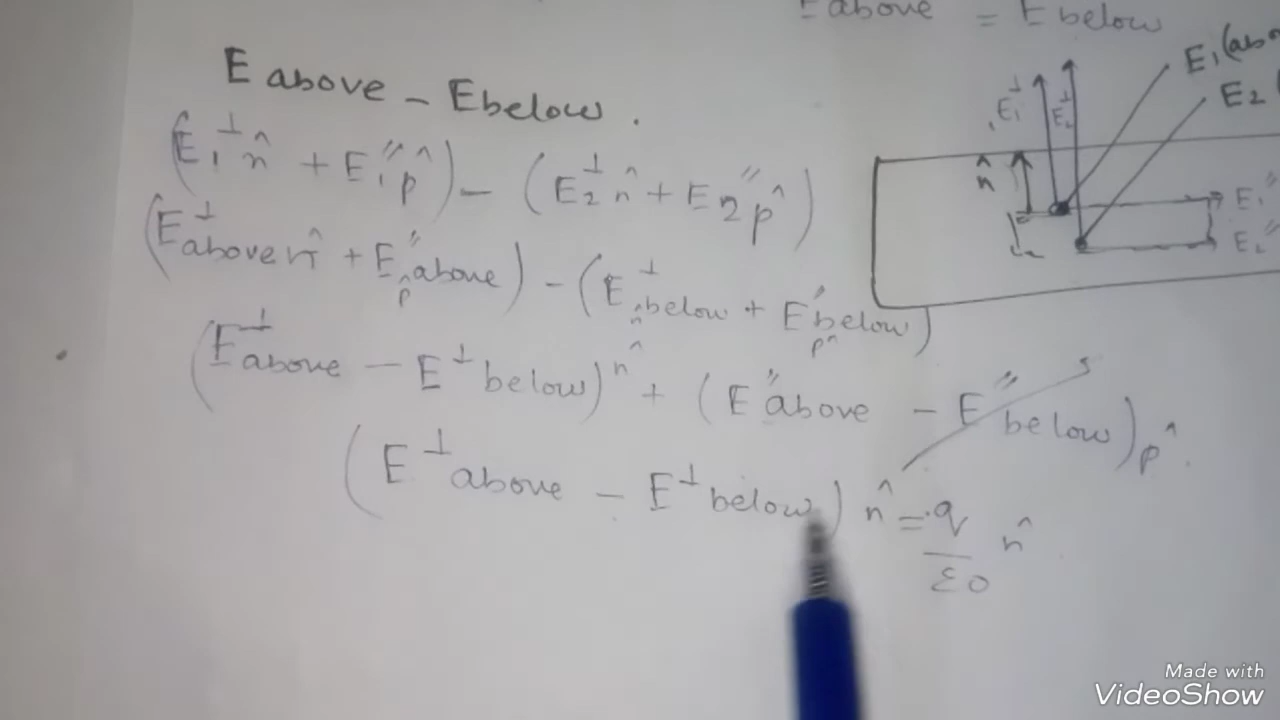 E above = E below
E above - E below.
(E₁^⊥ n̂ + E₁^∥ p̂) - (E₂^⊥ n̂ + E₂^∥ p̂)
(E^⊥ above n̂ + E^∥ p̂ above) - (E^⊥ n̂ below + E^∥ below p̂)
(E^⊥ above - E^⊥ below) n̂ + (E^∥ above - E^∥ below) p̂.
(E^⊥ above - E^⊥ below) n̂ = q/ε0 n̂
E₁ (abo
E₂ (
E₁^⊥
E₂^⊥
n̂
E₁^∥
E₂^∥
Made with
VideoShow